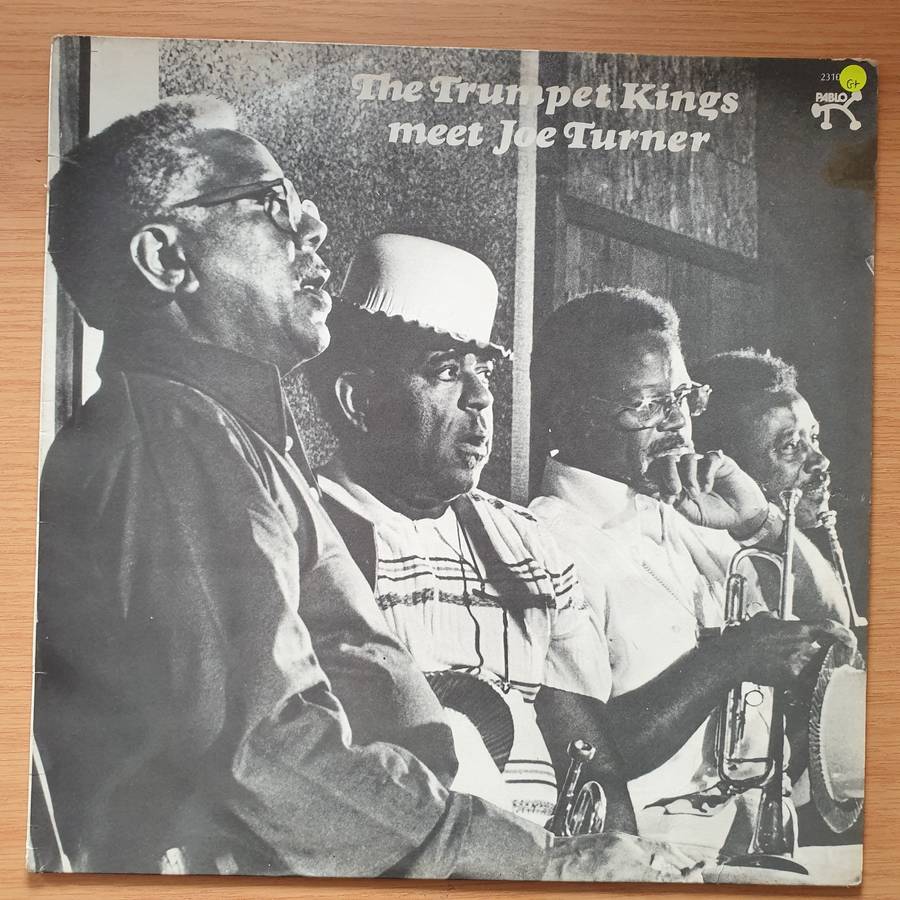 The Trumpet Kings
meet Joe Turner
PABLO
G+